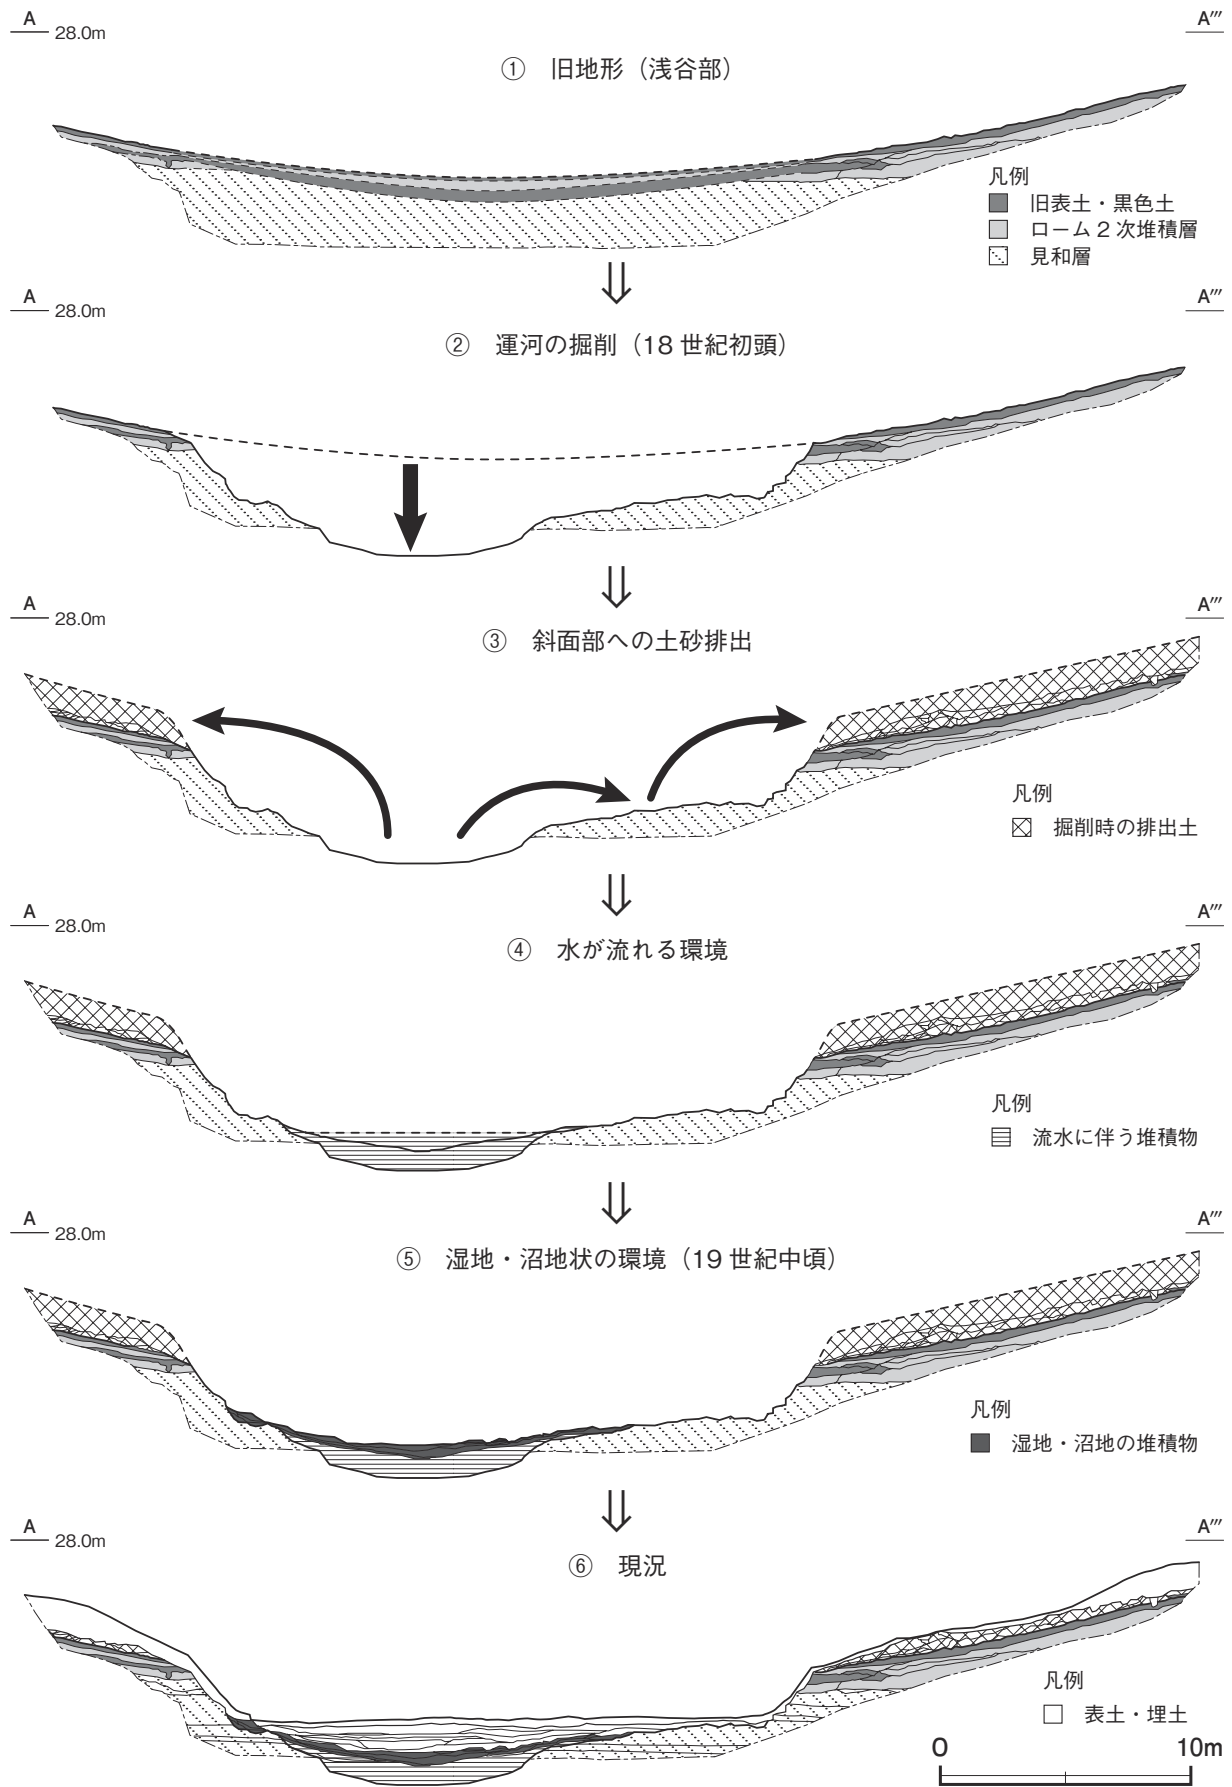 A
28.0m
A‴
① 旧地形（浅谷部）
凡例
旧表土・黒色土
ローム２次堆積層
見和層
A
28.0m
A‴
② 運河の掘削（18 世紀初頭）
A
28.0m
A‴
③ 斜面部への土砂排出
凡例
掘削時の排出土
A
28.0m
A‴
④ 水が流れる環境
凡例
流水に伴う堆積物
A
28.0m
A‴
⑤ 湿地・沼地状の環境（19 世紀中頃）
凡例
湿地・沼地の堆積物
A
28.0m
A‴
⑥ 現況
凡例
表土・埋土
0 10m